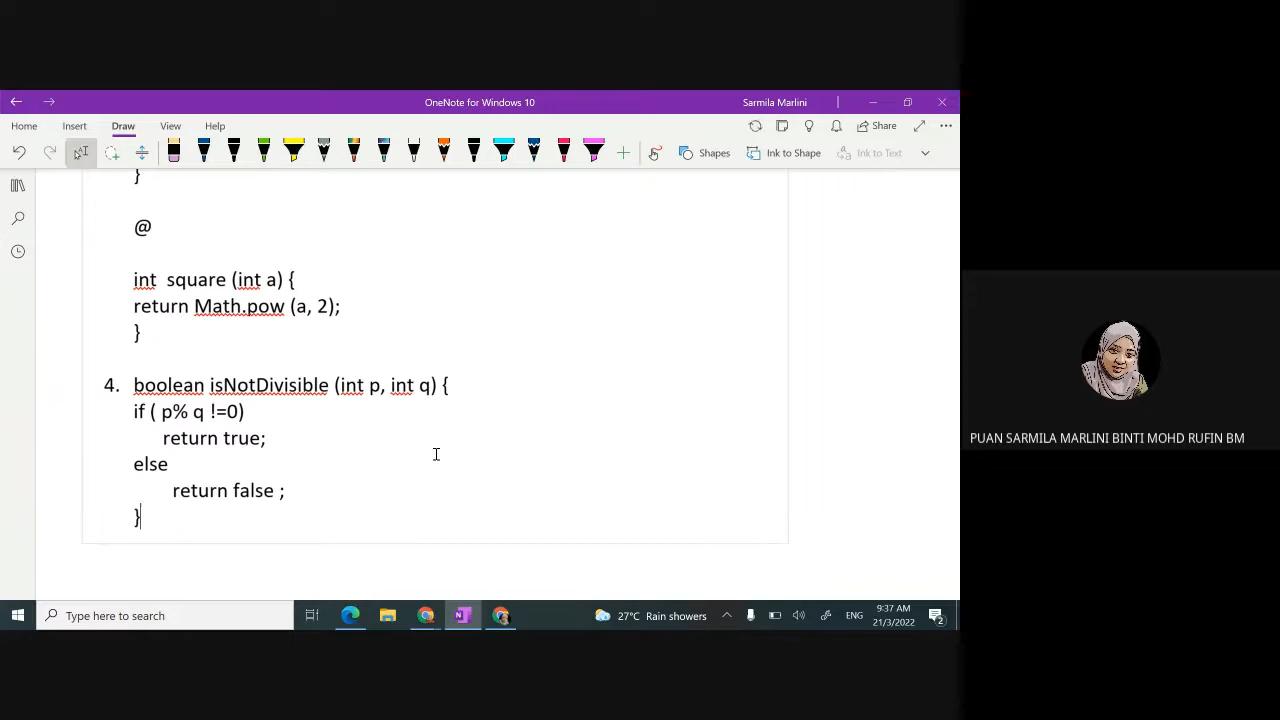 OneNote for Windows 10
Sarmila Marlini
Home Insert Draw View Help
Share
Shapes Ink to Shape Ink to Text
}
@
int square (int a) {
return Math.pow (a, 2);
}
4. boolean isNotDivisible (int p, int q) {
if ( p% q !=0)
return true;
else
return false ;
}
PUAN SARMILA MARLINI BINTI MOHD RUFIN BM
Type here to search
27°C Rain showers
ENG
9:37 AM
21/3/2022
2